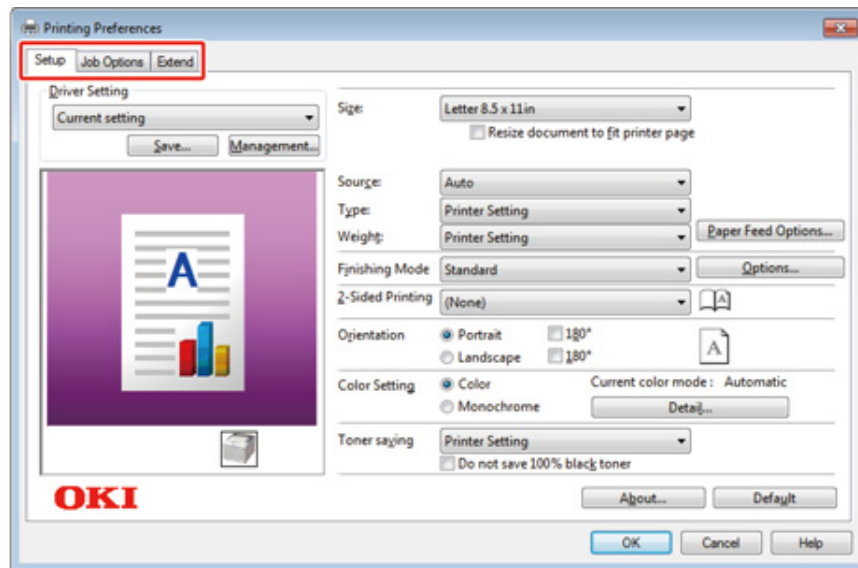 Printing Preferences
Setup Job Options Extend
Driver Setting
Current setting
Save... Management...
A
OKI
Size: Letter 8.5 x 11in
Resize document to fit printer page
Source: Auto
Type: Printer Setting
Weight: Printer Setting Paper Feed Options...
Finishing Mode Standard Options...
2-Sided Printing (None) A
Orientation Portrait 180°
Landscape 180° A
Color Setting Color Current color mode : Automatic
Monochrome Detail...
Toner saving Printer Setting
Do not save 100% black toner
About... Default
OK Cancel Help